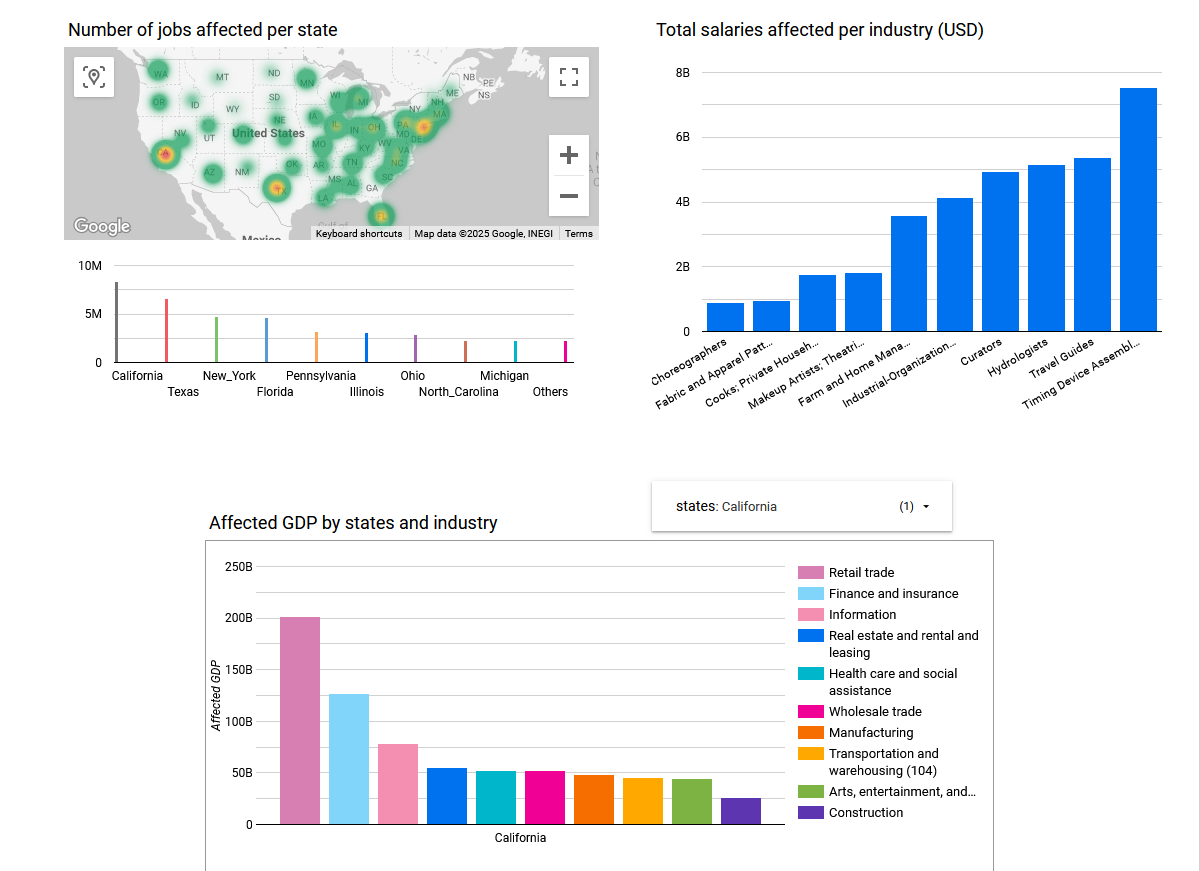 Number of jobs affected per state
WA
MT
ND
MN
OR
ID
SD
WI
MI
NB
PE
NS
ME
WY
NH
NY
MA
NE
IA
NV
UT
United States
IL
IN
OH
PA
MD
DE
MO
KY
WV
VA
AZ
NM
OK
AR
TN
NC
SC
MS
AL
GA
TX
LA
FL
Gulf of
Mexico
Google
Keyboard shortcuts
Map data ©2025 Google, INEGI
Terms
10M
5M
0
California
Texas
New_York
Florida
Pennsylvania
Illinois
Ohio
North_Carolina
Michigan
Others
Total salaries affected per industry (USD)
8B
6B
4B
2B
0
Choreographers
Fabric and Apparel Patt...
Cooks; Private Househ...
Makeup Artists; Theatri...
Farm and Home Mana...
Industrial-Organization...
Curators
Hydrologists
Travel Guides
Timing Device Assembl...
states: California (1)
Affected GDP by states and industry
250B
200B
150B
100B
50B
0
Affected GDP
California
Retail trade
Finance and insurance
Information
Real estate and rental and
leasing
Health care and social
assistance
Wholesale trade
Manufacturing
Transportation and
warehousing (104)
Arts, entertainment, and...
Construction